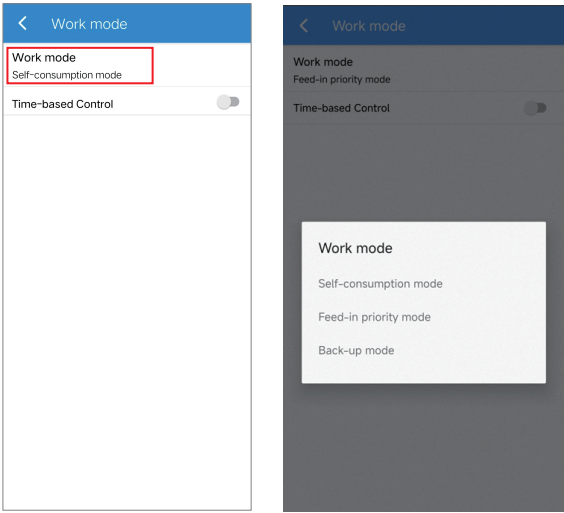 Work mode
Work mode
Self-consumption mode
Time-based Control
Work mode
Work mode
Feed-in priority mode
Time-based Control
Work mode
Self-consumption mode
Feed-in priority mode
Back-up mode